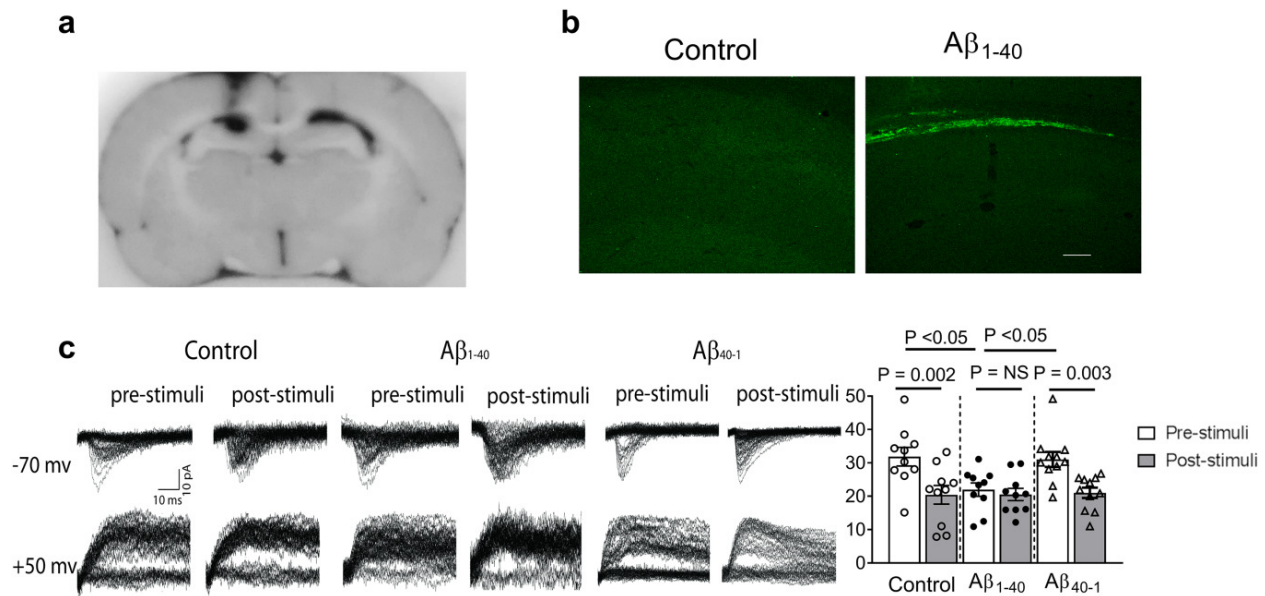 a
b
Control
Aβ1-40
c
Control
Aβ1-40
Aβ40-1
pre-stimuli
post-stimuli
pre-stimuli
post-stimuli
pre-stimuli
post-stimuli
-70 mv
10 ms
10 pA
+50 mv
P <0.05
P <0.05
P = 0.002
P = NS
P = 0.003
50
40
30
20
10
0
Pre-stimuli
Post-stimuli
Control
Aβ1-40
Aβ40-1